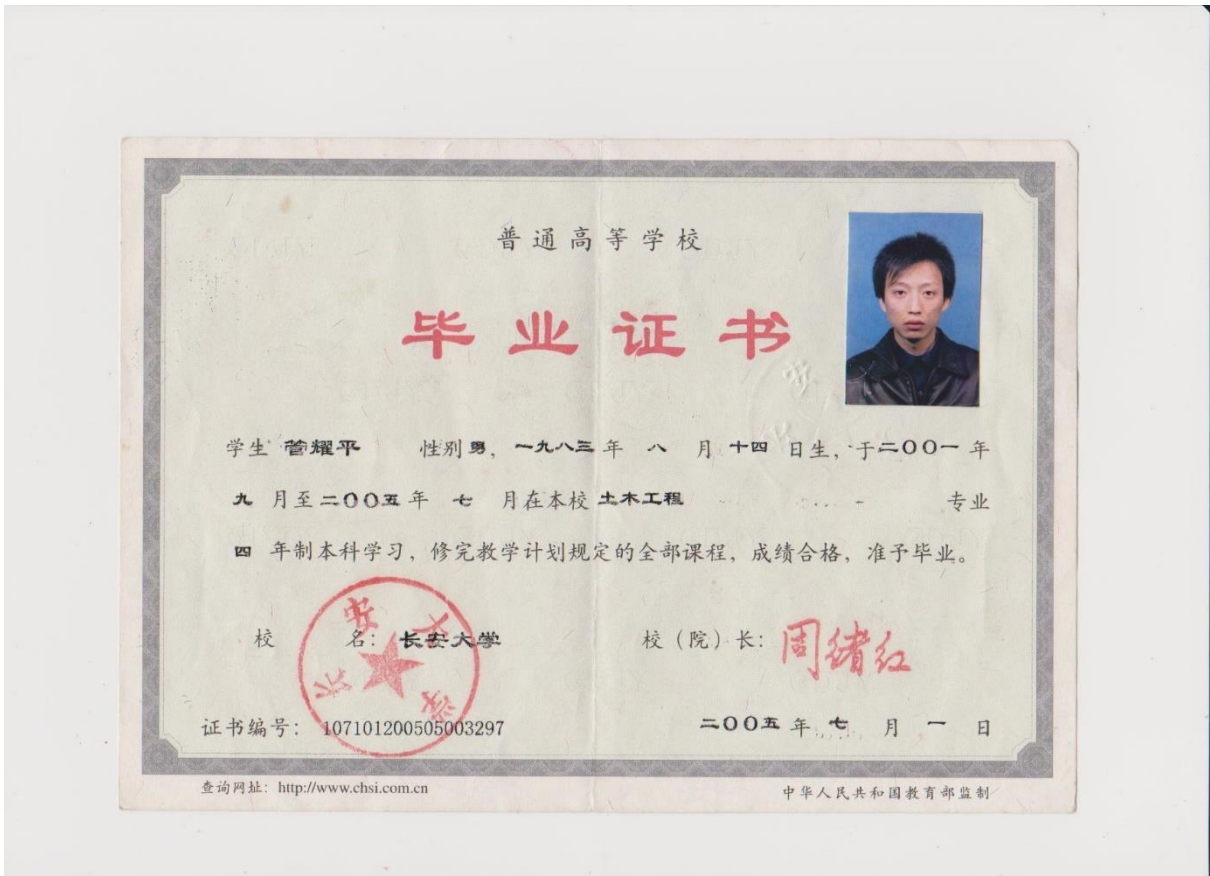 普通高等学校
毕业证书
学生 管耀平 性别 男，一九八三 年 八 月 十四 日生，于二〇〇一 年
九 月至二〇〇五 年 七 月在本校 土木工程 专业
四 年制本科学习，修完教学计划规定的全部课程，成绩合格，准予毕业。
校 名：长安大学 校（院）长：周绪红
长安大学
证书编号：107101200505003297 二〇〇五 年 七 月 一 日
查询网址：http://www.chsi.com.cn 中华人民共和国教育部监制